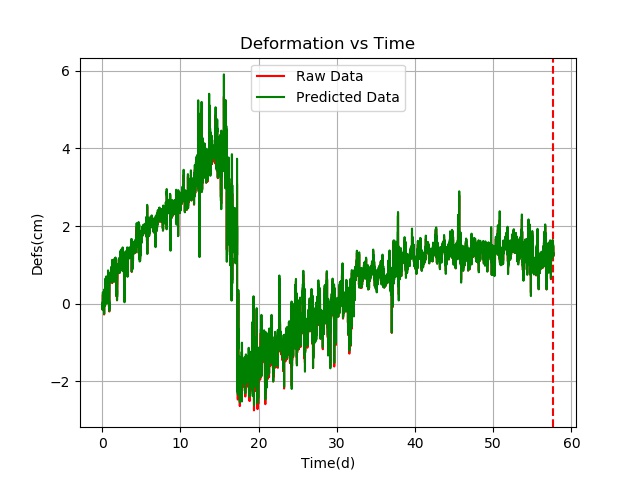 Deformation vs Time
Raw Data
Predicted Data
6
4
2
0
−2
Defs(cm)
0 10 20 30 40 50 60
Time(d)